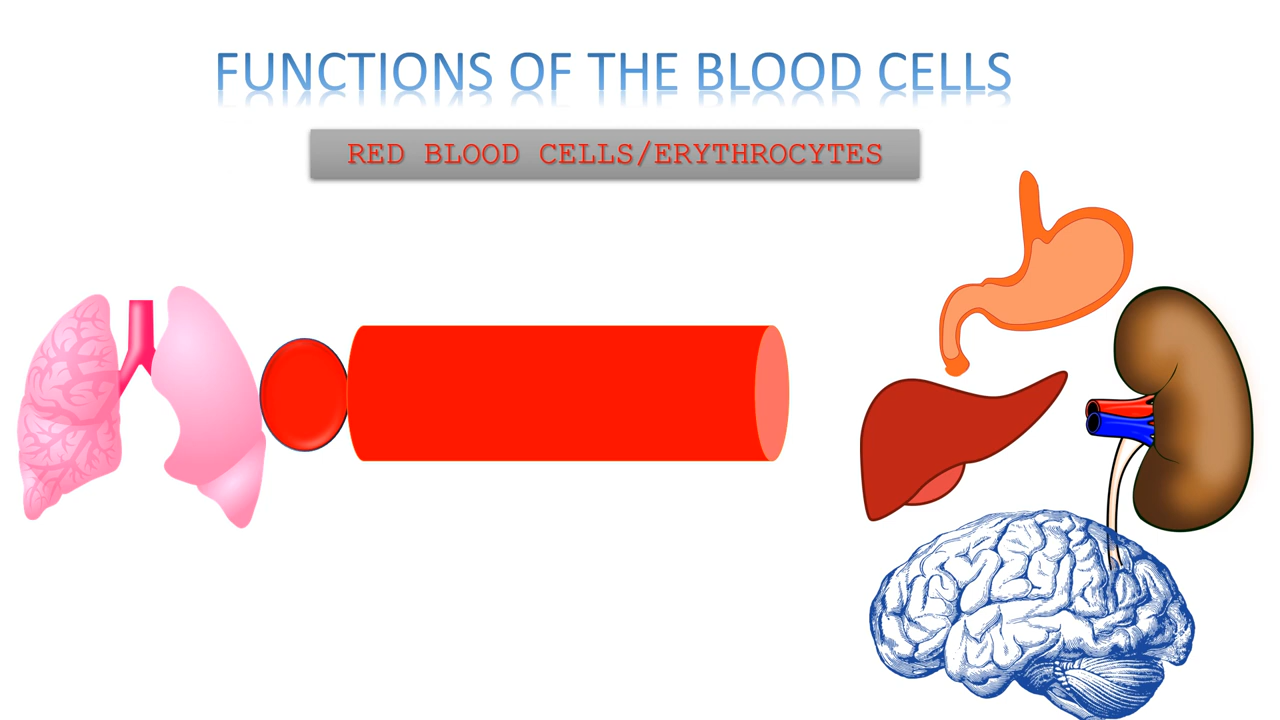 FUNCTIONS OF THE BLOOD CELLS
RED BLOOD CELLS/ERYTHROCYTES